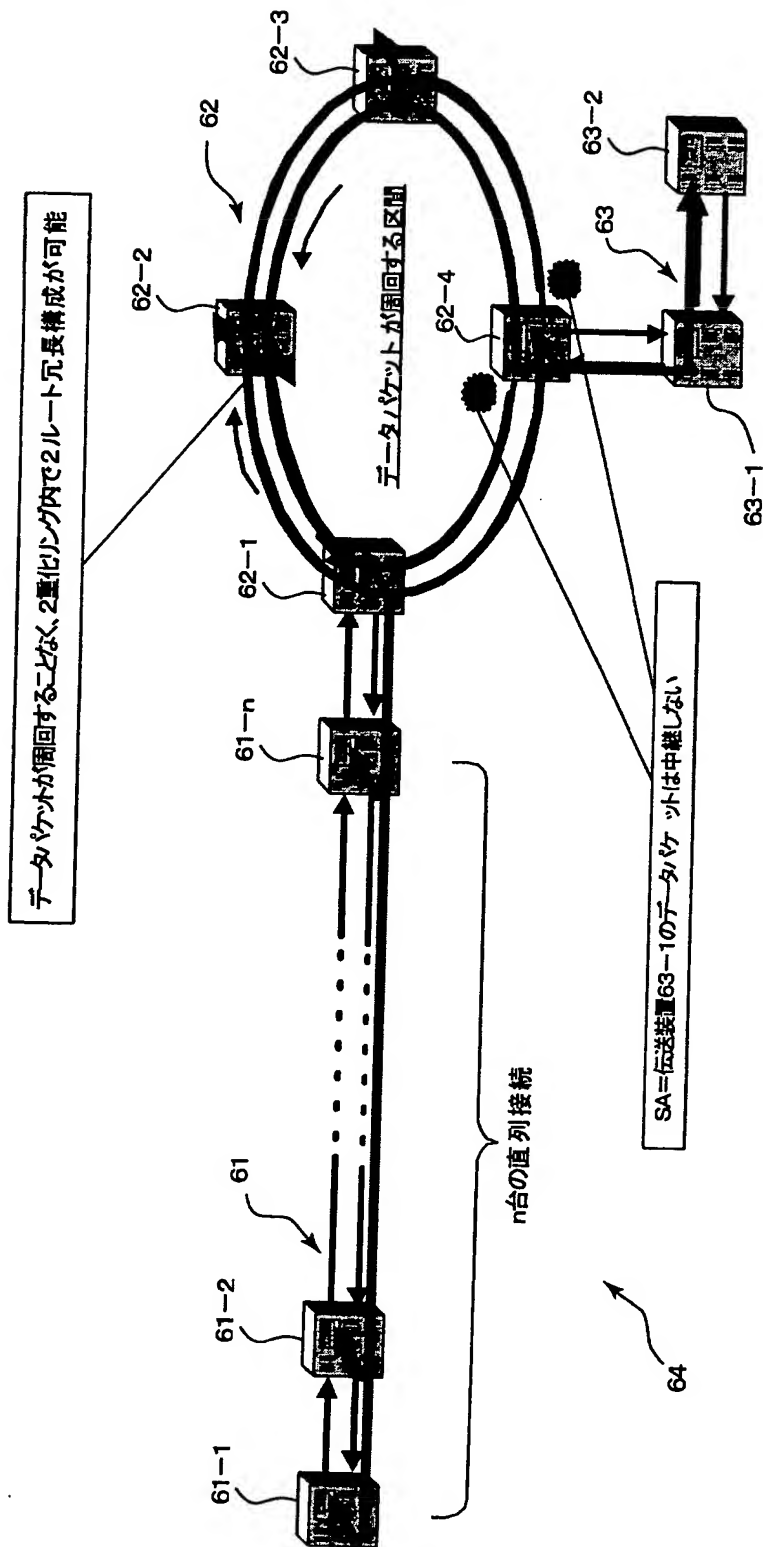 データパケットが周回することなく、2重化リング内で2ルート冗長構成が可能
61-1
61-2
61
61-n
62-1
62-2
62
62-3
データパケットが周回する区間
62-4
63
63-2
63-1
n台の直列接続
SA=伝送装置63-1のデータパケットは中継しない
64